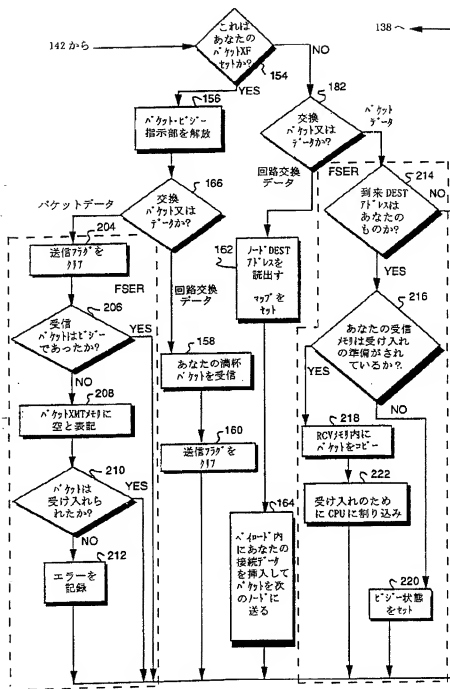 これは
あなたの
パケットXF
セットか?
154
142 から
138 へ
YES
NO
156
パケット・ビジー
指示部を解放
182
交換
パケット又は
データか?
パケット
データ
回路交換
データ
FSER
214
到来DEST
アドレスは
あなたの
ものか?
NO
YES
166
交換
パケット又は
データか?
パケットデータ
204
送信フラグを
クリア
FSER
206
受信
パケットはビジー
であったか?
YES
NO
回路交換
データ
162
ノードDEST
アドレスを
読出す
マップを
セット
216
あなたの受信
メモリは受け入れ
の準備がされ
ているか?
YES
NO
158
あなたの満杯
パケットを受信
208
パケットXMTメモリに
空と表記
160
送信フラグを
クリア
218
RCVメモリ内に
パケットをコピー
222
受け入れのため
にCPUに割り込み
210
パケットは
受け入れら
れたか?
YES
NO
212
エラーを
記録
164
ペイロード内
にあなたの
接続データ
を挿入して
パケットを次
のノードに
送る
220
ビジー状態
をセット